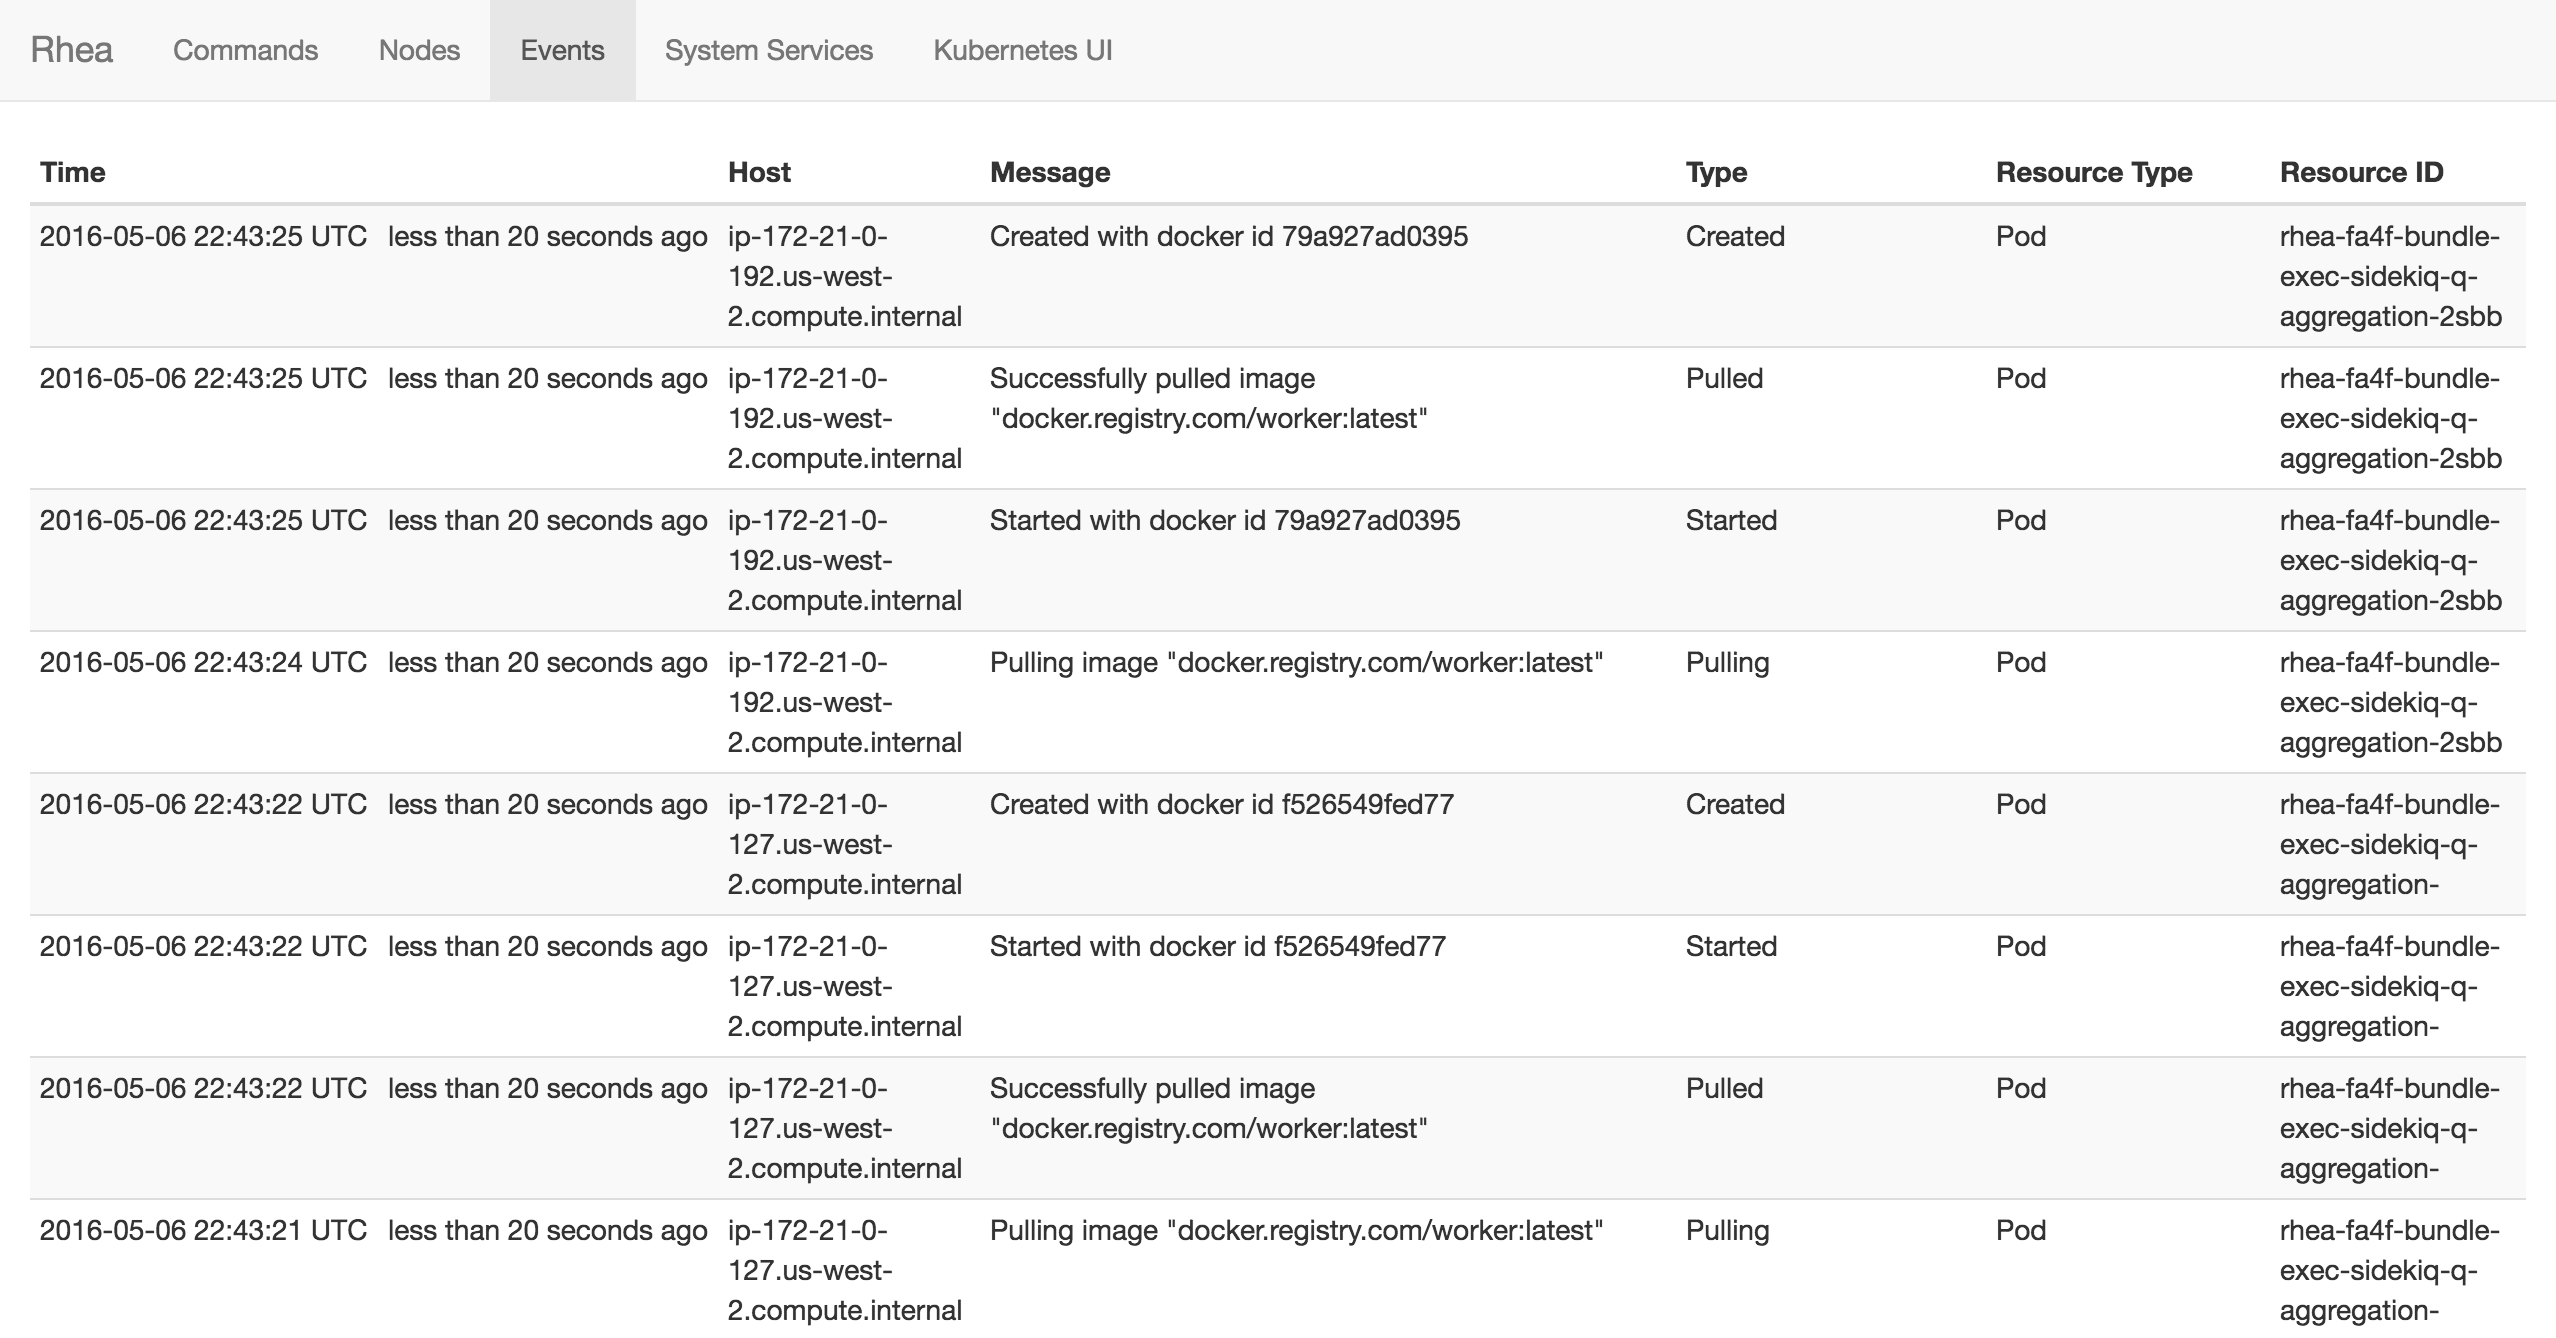 Rhea Commands Nodes Events System Services Kubernetes UI
Time Host Message Type Resource Type Resource ID
2016-05-06 22:43:25 UTC less than 20 seconds ago ip-172-21-0- Created with docker id 79a927ad0395 Created Pod rhea-fa4f-bundle-
192.us-west- exec-sidekiq-q-
2.compute.internal aggregation-2sbb
2016-05-06 22:43:25 UTC less than 20 seconds ago ip-172-21-0- Successfully pulled image Pulled Pod rhea-fa4f-bundle-
192.us-west- "docker.registry.com/worker:latest" exec-sidekiq-q-
2.compute.internal aggregation-2sbb
2016-05-06 22:43:25 UTC less than 20 seconds ago ip-172-21-0- Started with docker id 79a927ad0395 Started Pod rhea-fa4f-bundle-
192.us-west- exec-sidekiq-q-
2.compute.internal aggregation-2sbb
2016-05-06 22:43:24 UTC less than 20 seconds ago ip-172-21-0- Pulling image "docker.registry.com/worker:latest" Pulling Pod rhea-fa4f-bundle-
192.us-west- exec-sidekiq-q-
2.compute.internal aggregation-2sbb
2016-05-06 22:43:22 UTC less than 20 seconds ago ip-172-21-0- Created with docker id f526549fed77 Created Pod rhea-fa4f-bundle-
127.us-west- exec-sidekiq-q-
2.compute.internal aggregation-
2016-05-06 22:43:22 UTC less than 20 seconds ago ip-172-21-0- Started with docker id f526549fed77 Started Pod rhea-fa4f-bundle-
127.us-west- exec-sidekiq-q-
2.compute.internal aggregation-
2016-05-06 22:43:22 UTC less than 20 seconds ago ip-172-21-0- Successfully pulled image Pulled Pod rhea-fa4f-bundle-
127.us-west- "docker.registry.com/worker:latest" exec-sidekiq-q-
2.compute.internal aggregation-
2016-05-06 22:43:21 UTC less than 20 seconds ago ip-172-21-0- Pulling image "docker.registry.com/worker:latest" Pulling Pod rhea-fa4f-bundle-
127.us-west- exec-sidekiq-q-
2.compute.internal aggregation-